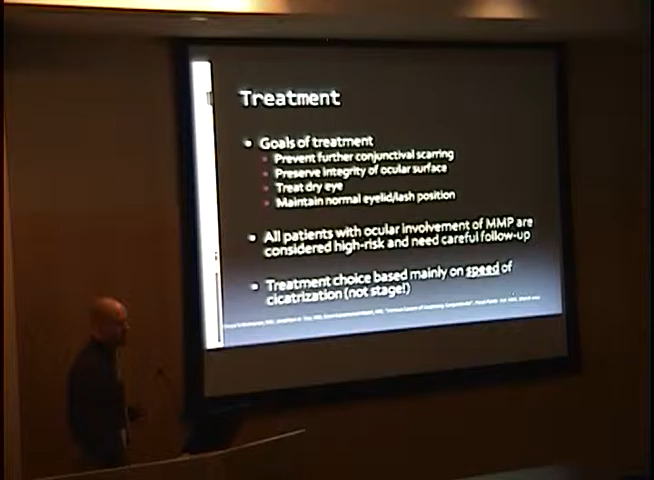 Treatment
Goals of treatment
Prevent further conjunctival scarring
Preserve integrity of ocular surface
Treat dry eye
Maintain normal eyelid/lash position
All patients with ocular involvement of MMP are
considered high-risk and need careful follow-up
Treatment choice based mainly on speed of
cicatrization (not stage!)